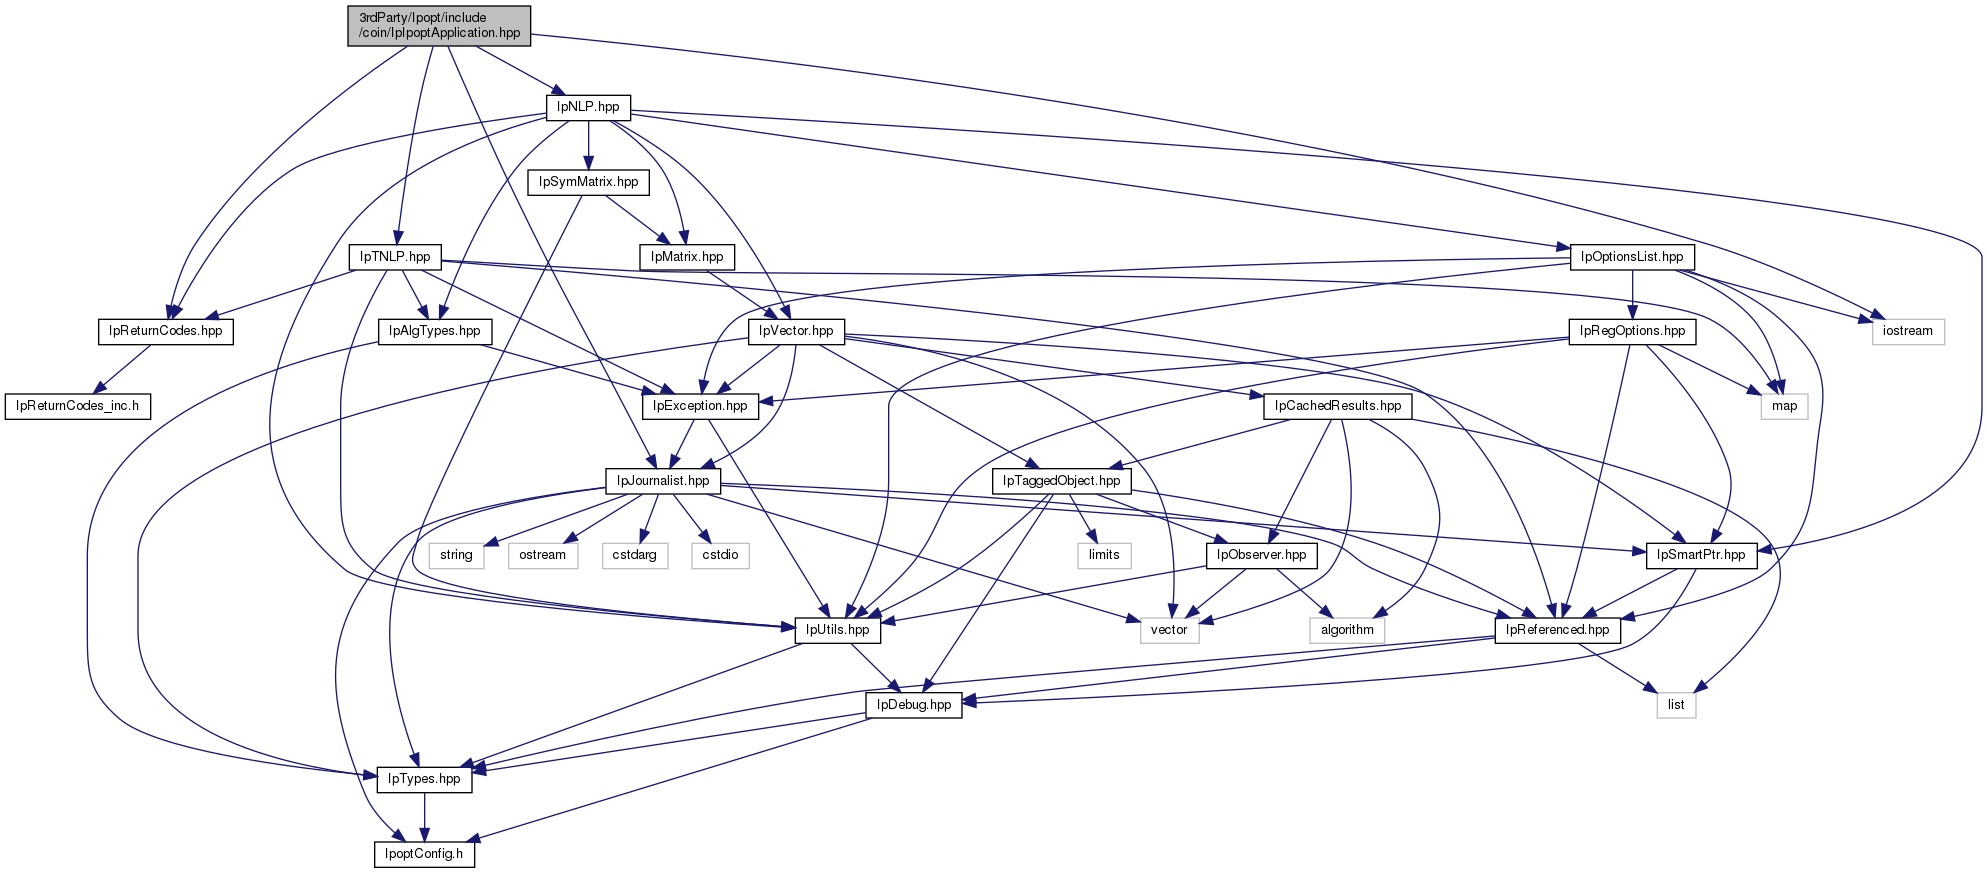 3rdParty/Ipopt/include
/coin/IpIpoptApplication.hpp
IpNLP.hpp
IpSymMatrix.hpp
IpTNLP.hpp
IpMatrix.hpp
IpOptionsList.hpp
IpReturnCodes.hpp
IpAlgTypes.hpp
IpVector.hpp
IpRegOptions.hpp
iostream
IpReturnCodes_inc.h
IpException.hpp
IpCachedResults.hpp
map
IpJournalist.hpp
IpTaggedObject.hpp
string
ostream
cstdarg
cstdio
limits
IpObserver.hpp
IpSmartPtr.hpp
IpUtils.hpp
vector
algorithm
IpReferenced.hpp
IpDebug.hpp
list
IpTypes.hpp
IpoptConfig.h